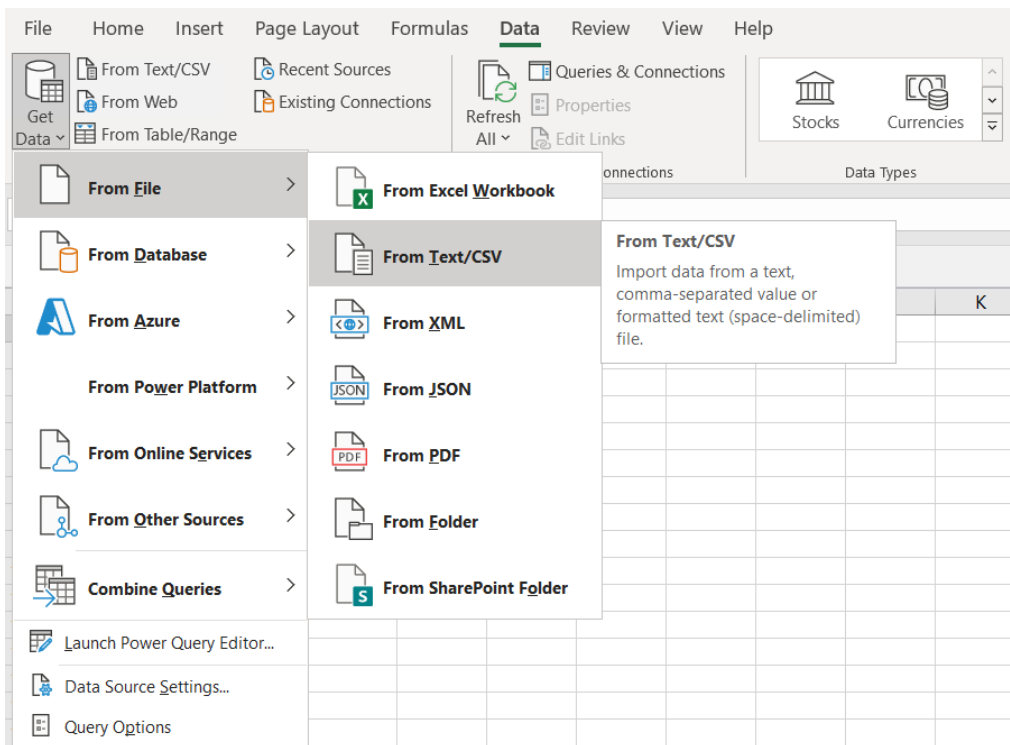 File Home Insert Page Layout Formulas Data Review View Help
From Text/CSV
From Web
From Table/Range
Get
Data
Recent Sources
Existing Connections
Refresh
All
Queries & Connections
Properties
Edit Links
onnections
Stocks
Currencies
Data Types
From File
From Database
From Azure
From Power Platform
From Online Services
From Other Sources
Combine Queries
Launch Power Query Editor...
Data Source Settings...
Query Options
From Excel Workbook
From Text/CSV
From XML
JSON
From JSON
PDF
From PDF
From Folder
From SharePoint Folder
From Text/CSV
Import data from a text,
comma-separated value or
formatted text (space-delimited)
file.
K
X
S